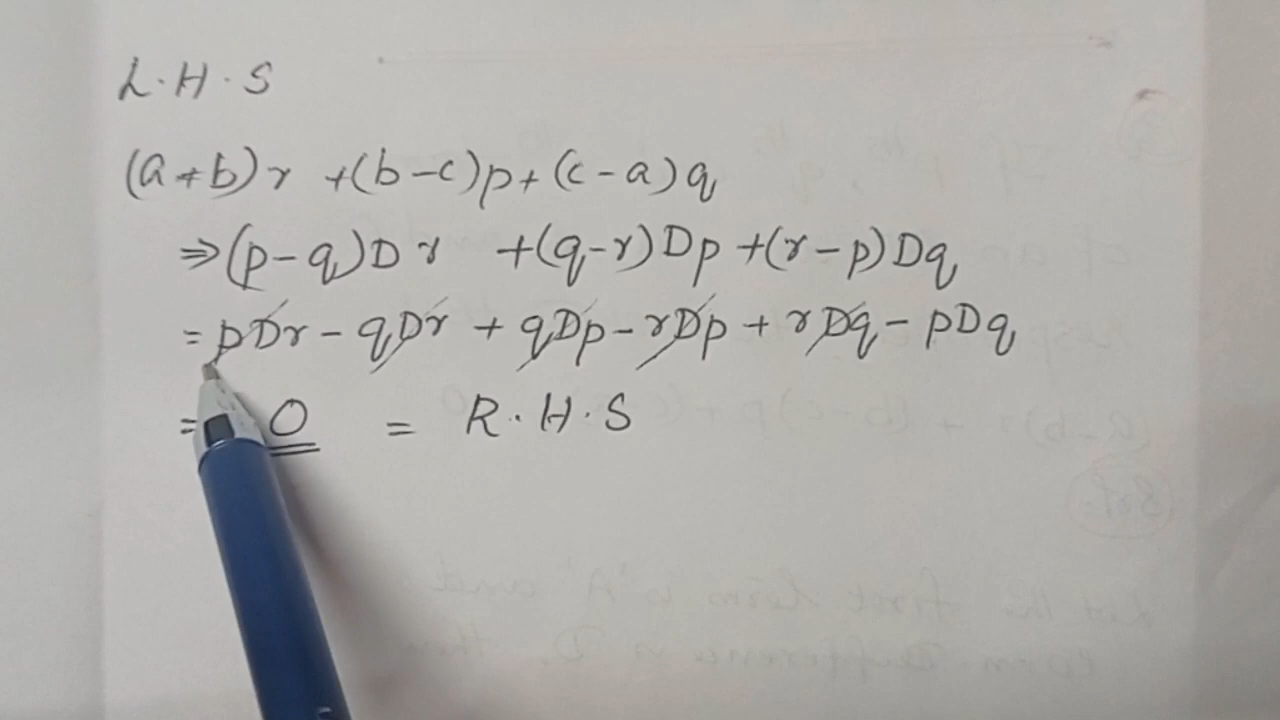 L.H.S
(a+b)r +(b-c)p+(c-a)q
⇒(p-q)Dr +(q-r)Dp+(r-p)Dq
=pDr-qDr + qDp-rDp + rDq-pDq
= 0 = R.H.S